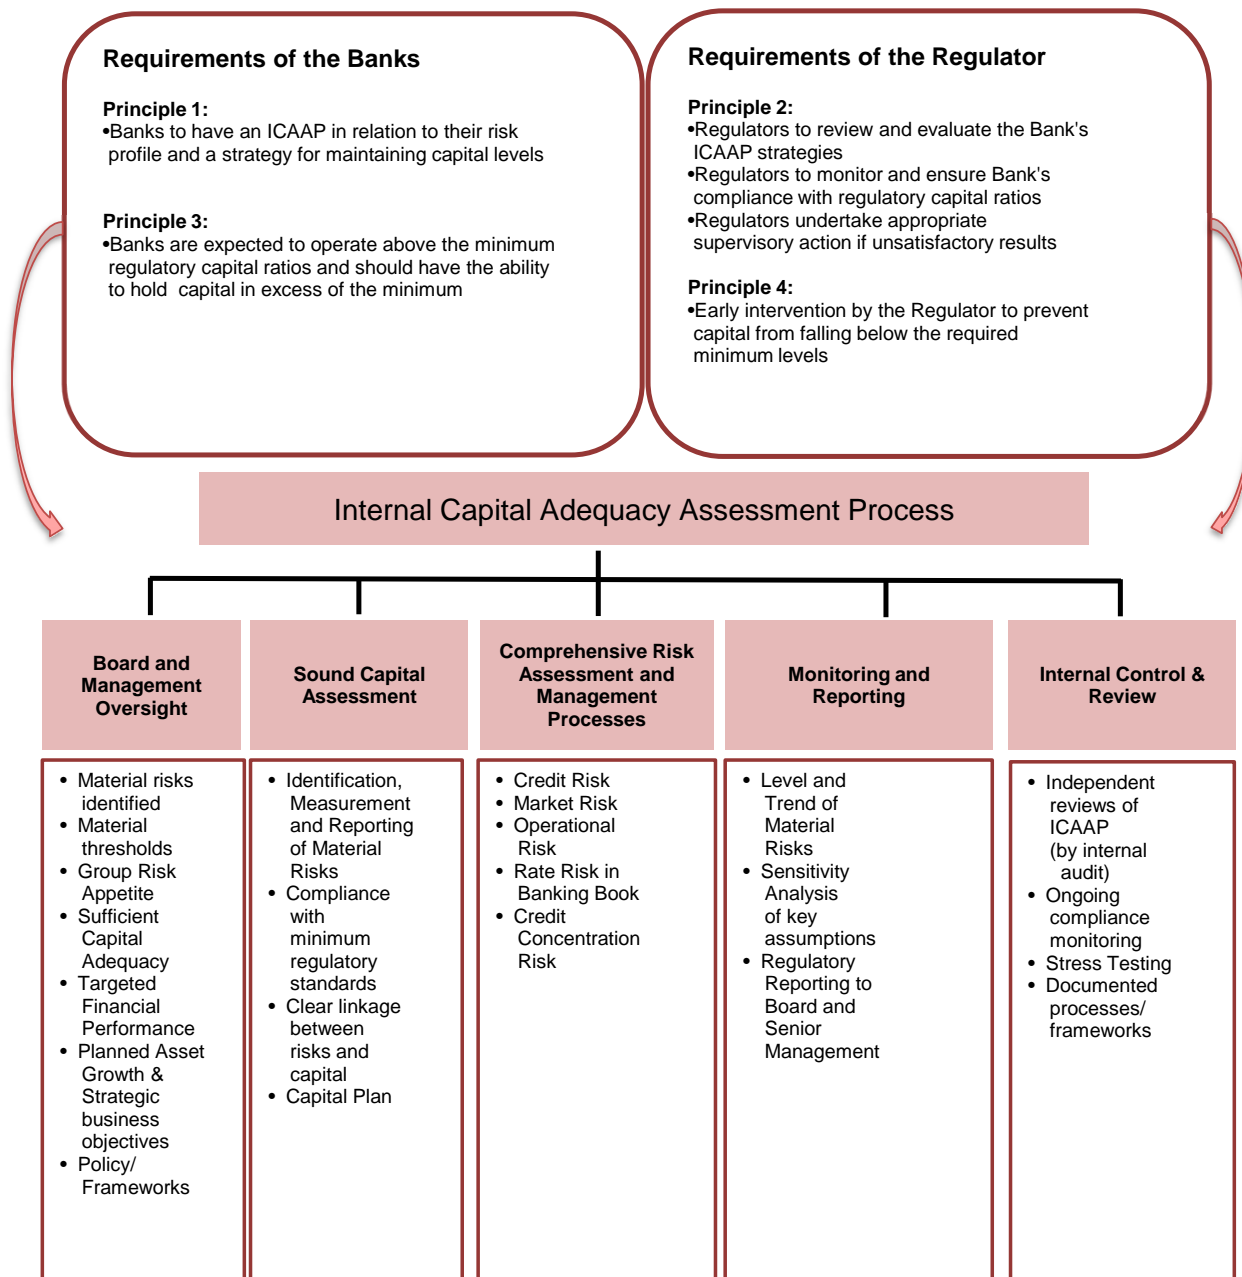 Requirements of the Banks
Principle 1:
•Banks to have an ICAAP in relation to their risk
profile and a strategy for maintaining capital levels
Principle 3:
•Banks are expected to operate above the minimum
regulatory capital ratios and should have the ability
to hold capital in excess of the minimum
Requirements of the Regulator
Principle 2:
•Regulators to review and evaluate the Bank's
ICAAP strategies
•Regulators to monitor and ensure Bank's
compliance with regulatory capital ratios
•Regulators undertake appropriate
supervisory action if unsatisfactory results
Principle 4:
•Early intervention by the Regulator to prevent
capital from falling below the required
minimum levels
Internal Capital Adequacy Assessment Process
Board and
Management
Oversight
• Material risks
identified
• Material
thresholds
• Group Risk
Appetite
• Sufficient
Capital
Adequacy
• Targeted
Financial
Performance
• Planned Asset
Growth &
Strategic
business
objectives
• Policy/
Frameworks
Sound Capital
Assessment
• Identification,
Measurement
and Reporting
of Material
Risks
• Compliance
with
minimum
regulatory
standards
• Clear linkage
between
risks and
capital
• Capital Plan
Comprehensive Risk
Assessment and
Management
Processes
• Credit Risk
• Market Risk
• Operational
Risk
• Rate Risk in
Banking Book
• Credit
Concentration
Risk
Monitoring and
Reporting
• Level and
Trend of
Material
Risks
• Sensitivity
Analysis
of key
assumptions
• Regulatory
Reporting to
Board and
Senior
Management
Internal Control &
Review
• Independent
reviews of
ICAAP
(by internal
audit)
• Ongoing
compliance
monitoring
• Stress Testing
• Documented
processes/
frameworks